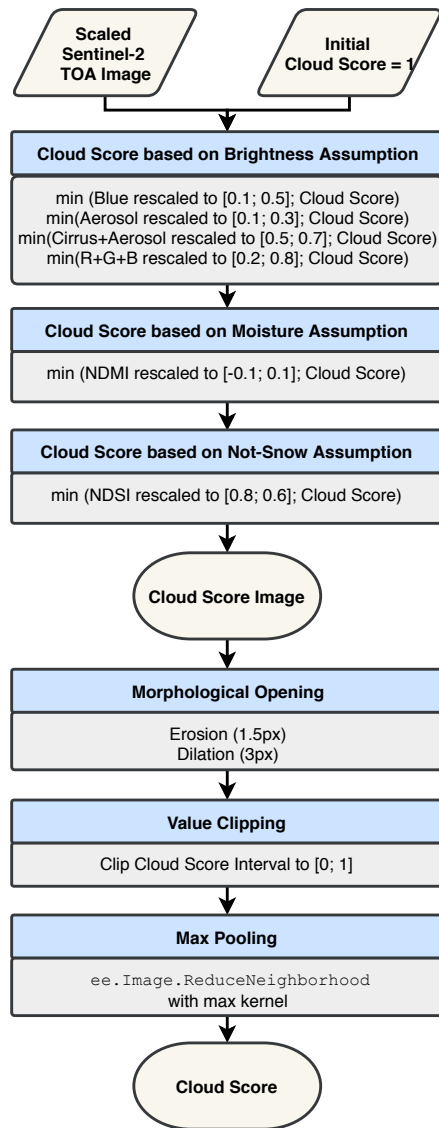 Scaled
Sentinel-2
TOA Image
Initial
Cloud Score = 1
Cloud Score based on Brightness Assumption
min (Blue rescaled to [0.1; 0.5]; Cloud Score)
min(Aerosol rescaled to [0.1; 0.3]; Cloud Score)
min(Cirrus+Aerosol rescaled to [0.5; 0.7]; Cloud Score)
min(R+G+B rescaled to [0.2; 0.8]; Cloud Score)
Cloud Score based on Moisture Assumption
min (NDMI rescaled to [-0.1; 0.1]; Cloud Score)
Cloud Score based on Not-Snow Assumption
min (NDSI rescaled to [0.8; 0.6]; Cloud Score)
Cloud Score Image
Morphological Opening
Erosion (1.5px)
Dilation (3px)
Value Clipping
Clip Cloud Score Interval to [0; 1]
Max Pooling
ee.Image.ReduceNeighborhood
with max kernel
Cloud Score